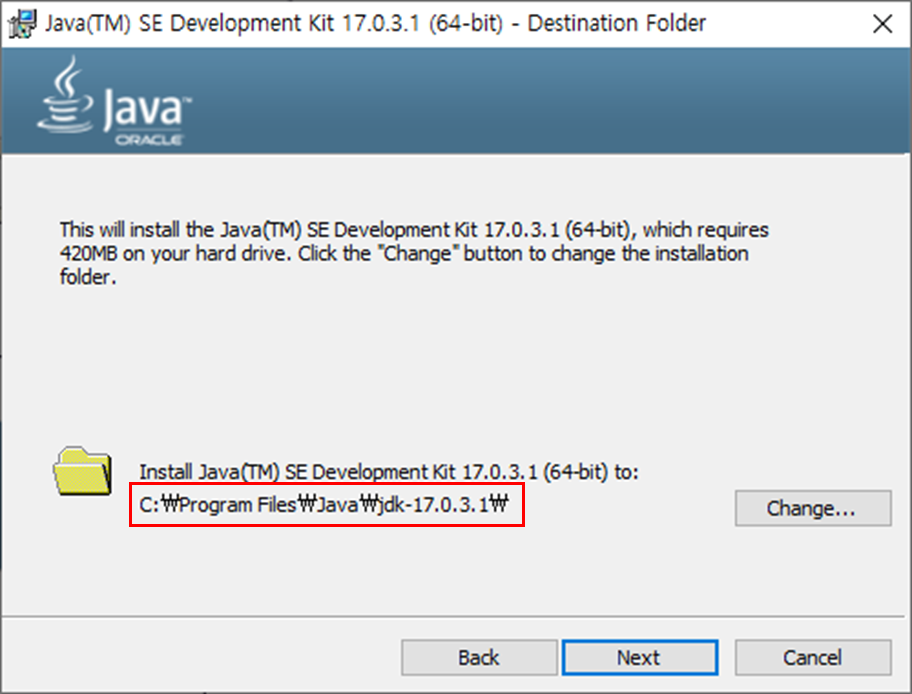 Java(TM) SE Development Kit 17.0.3.1 (64-bit) - Destination Folder
Java™
ORACLE
This will install the Java(TM) SE Development Kit 17.0.3.1 (64-bit), which requires
420MB on your hard drive. Click the "Change" button to change the installation
folder.
Install Java(TM) SE Development Kit 17.0.3.1 (64-bit) to:
C:₩Program Files₩Java₩jdk-17.0.3.1₩
Change...
Back
Next
Cancel